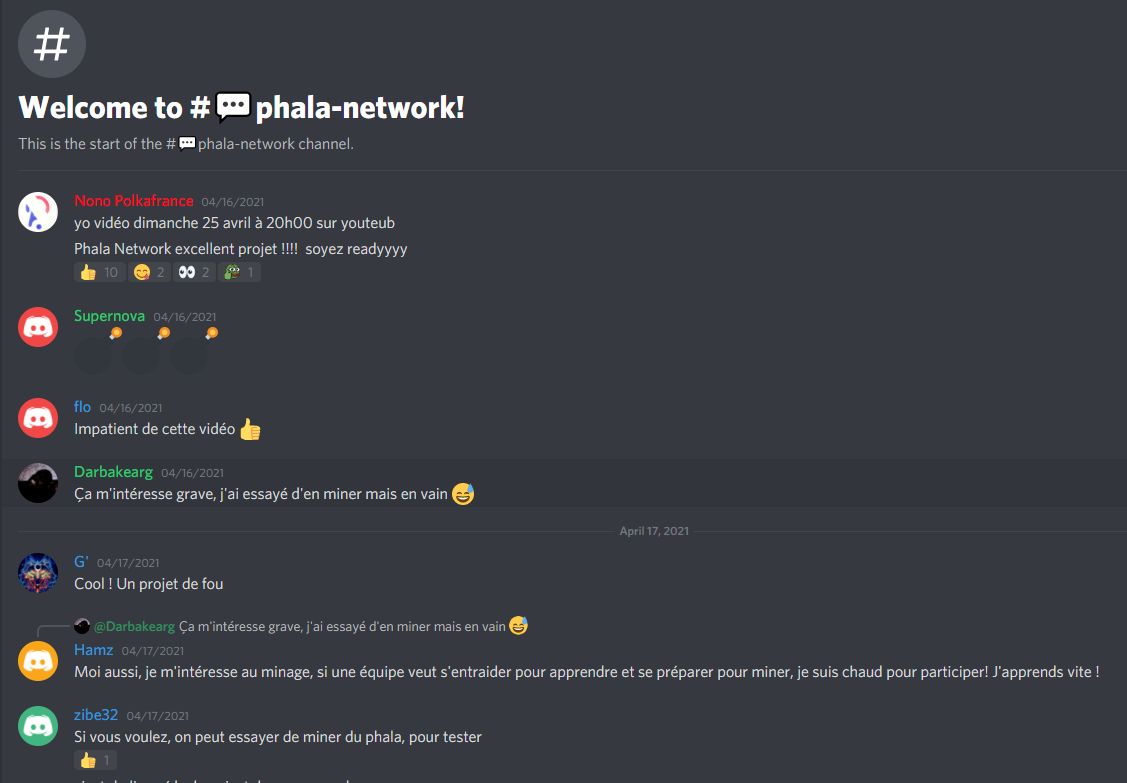 Welcome to #💬phala-network!
This is the start of the #💬phala-network channel.
Nono Polkafrance 04/16/2021
yo vidéo dimanche 25 avril à 20h00 sur youteub
Phala Network excellent projet !!!! soyez readyyyy
👍 10 😋 2 👀 2 1
Supernova 04/16/2021
flo 04/16/2021
Impatient de cette vidéo 👍
Darbakearg 04/16/2021
Ça m'intéresse grave, j'ai essayé d'en miner mais en vain 😅
April 17, 2021
G' 04/17/2021
Cool ! Un projet de fou
@Darbakearg Ça m'intéresse grave, j'ai essayé d'en miner mais en vain 😅
Hamz 04/17/2021
Moi aussi, je m'intéresse au minage, si une équipe veut s'entraider pour apprendre et se préparer pour miner, je suis chaud pour participer! J'apprends vite !
zibe32 04/17/2021
Si vous voulez, on peut essayer de miner du phala, pour tester
👍 1